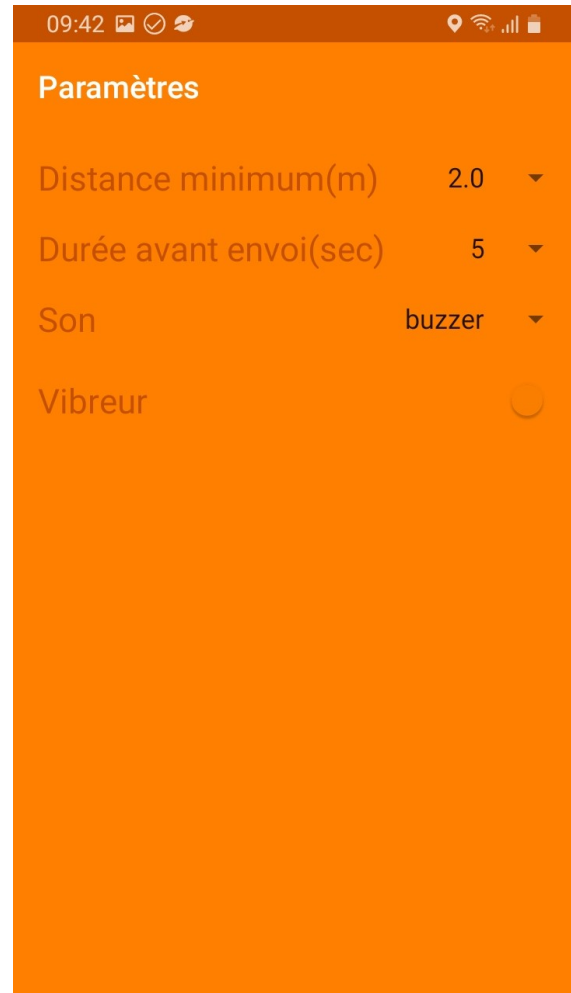 09:42
Paramètres
Distance minimum(m) 2.0
Durée avant envoi(sec) 5
Son buzzer
Vibreur